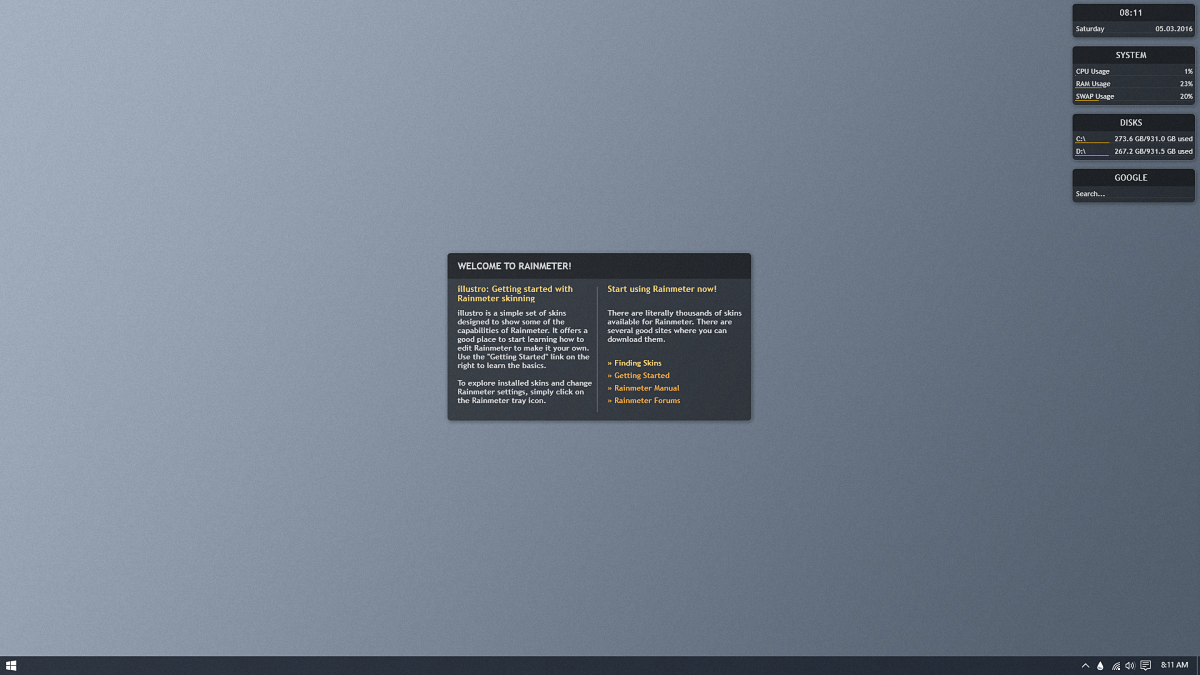 08:11
Saturday 05.03.2016
SYSTEM
CPU Usage 1%
RAM Usage 23%
SWAP Usage 20%
DISKS
C:\ 273.6 GB/931.0 GB used
D:\ 267.2 GB/931.5 GB used
GOOGLE
Search...
WELCOME TO RAINMETER!
illustro: Getting started with
Rainmeter skinning
illustro is a simple set of skins
designed to show some of the
capabilities of Rainmeter. It offers a
good place to start learning how to
edit Rainmeter to make it your own.
Use the "Getting Started" link on the
right to learn the basics.
To explore installed skins and change
Rainmeter settings, simply click on
the Rainmeter tray icon.
Start using Rainmeter now!
There are literally thousands of skins
available for Rainmeter. There are
several good sites where you can
download them.
» Finding Skins
» Getting Started
» Rainmeter Manual
» Rainmeter Forums
8:11 AM